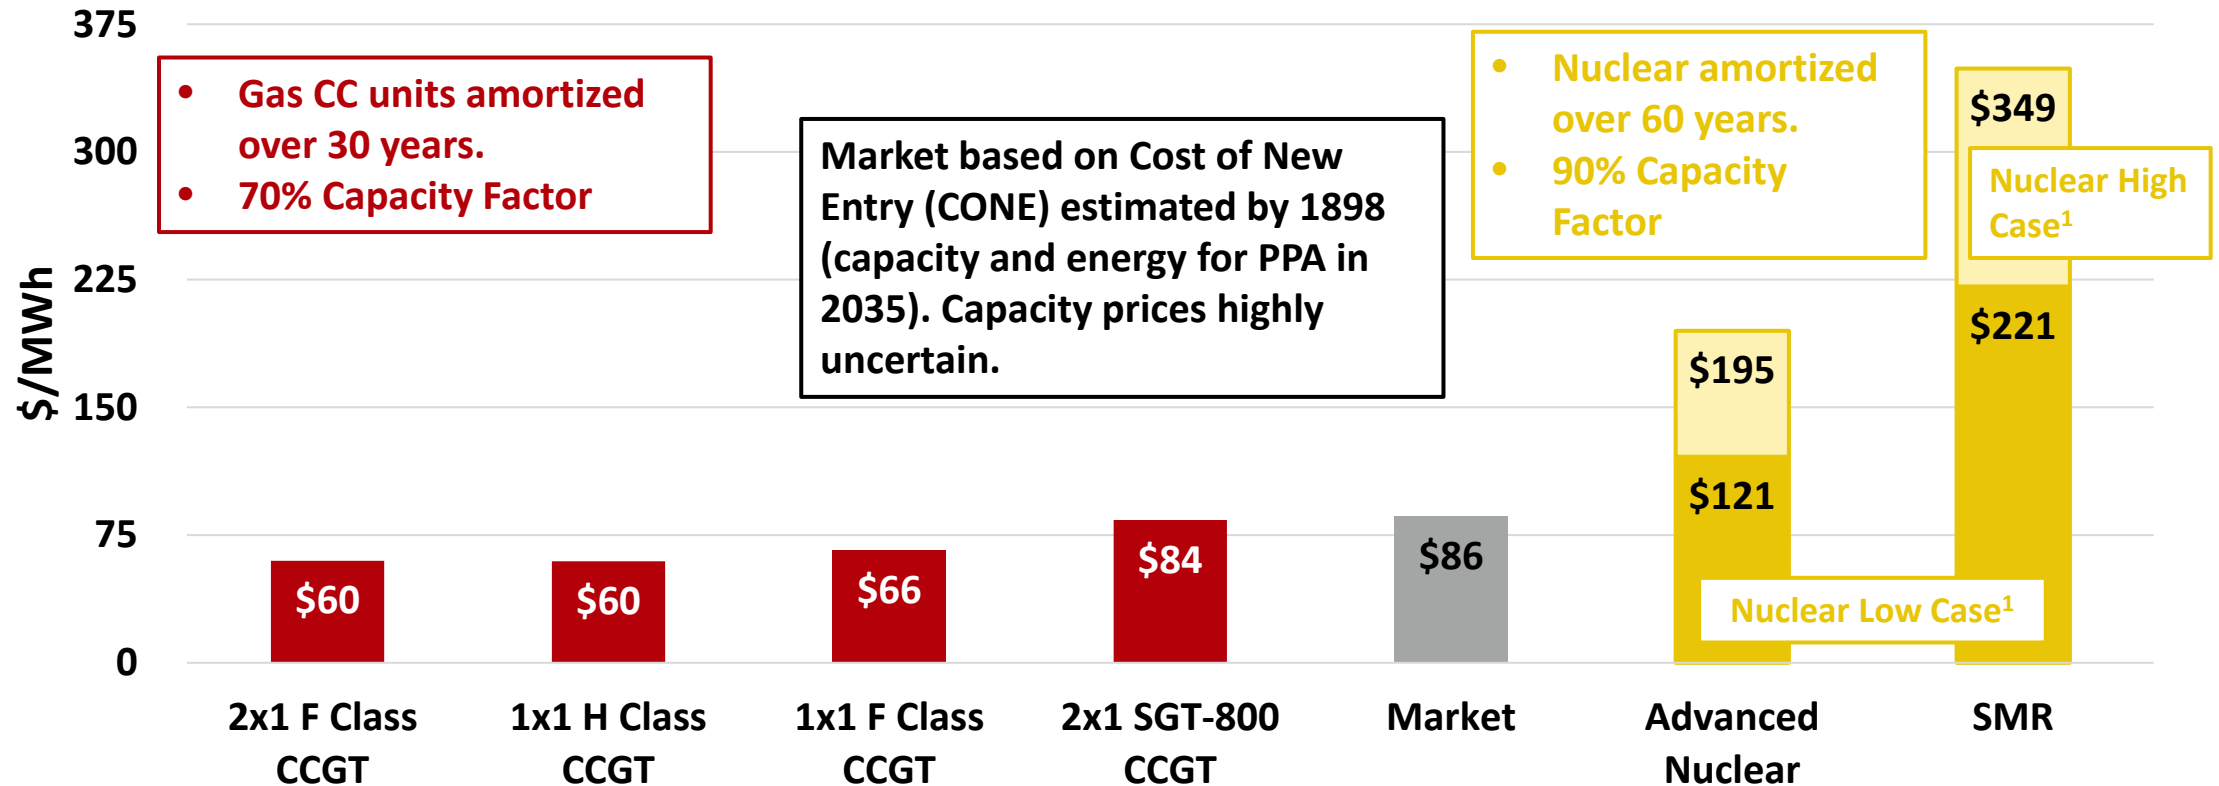 $/MWh
375
300
225
150
75
0
• Gas CC units amortized
over 30 years.
• 70% Capacity Factor
Market based on Cost of New
Entry (CONE) estimated by 1898
(capacity and energy for PPA in
2035). Capacity prices highly
uncertain.
• Nuclear amortized
over 60 years.
• 90% Capacity
Factor
$349
Nuclear High
Case¹
$221
$195
$121
Nuclear Low Case¹
$60
$60
$66
$84
$86
2x1 F Class
CCGT
1x1 H Class
CCGT
1x1 F Class
CCGT
2x1 SGT-800
CCGT
Market
Advanced
Nuclear
SMR